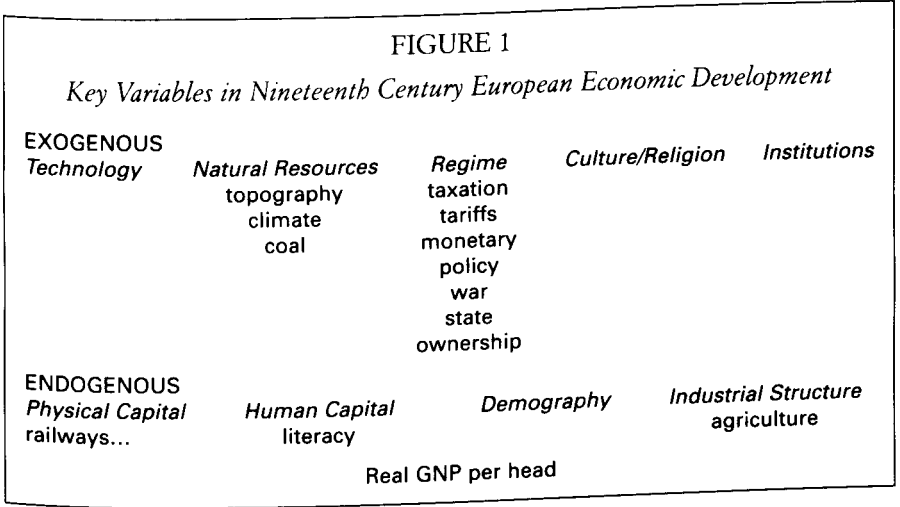 FIGURE 1
Key Variables in Nineteenth Century European Economic Development
EXOGENOUS
Technology Natural Resources Regime Culture/Religion Institutions
topography taxation
climate tariffs
coal monetary
policy
war
state
ownership
ENDOGENOUS
Physical Capital Human Capital Demography Industrial Structure
railways... literacy agriculture
Real GNP per head